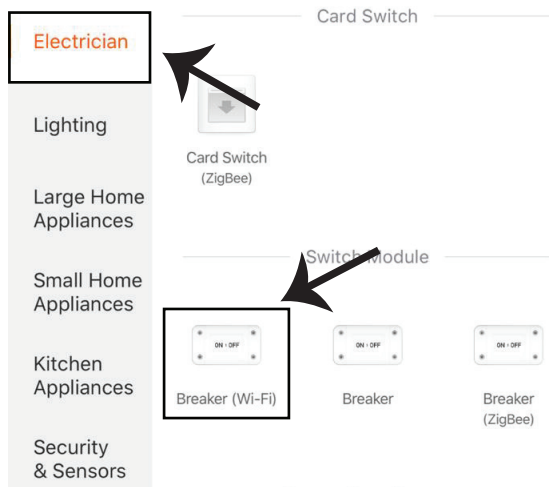 Electrician
Lighting
Large Home
Appliances
Small Home
Appliances
Kitchen
Appliances
Security
& Sensors
Card Switch
Card Switch
(ZigBee)
Switch Module
ON › OFF
Breaker (Wi-Fi)
ON › OFF
Breaker
ON › OFF
Breaker
(ZigBee)